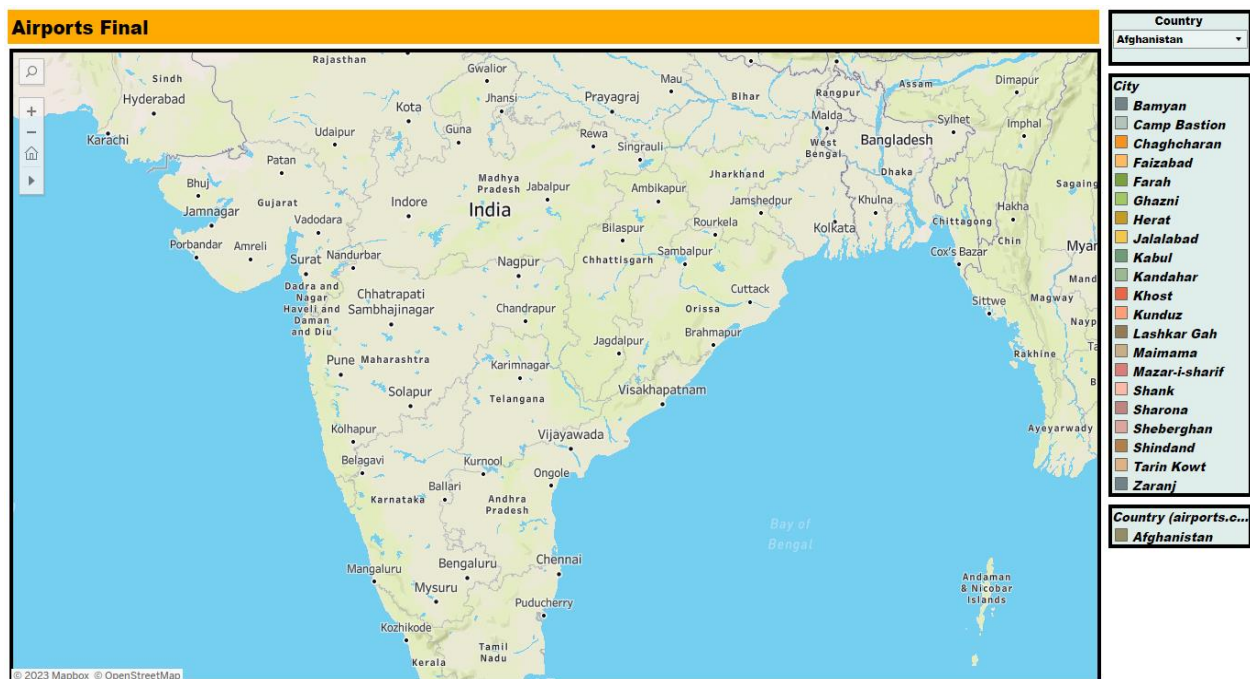 Airports Final
Country
Afghanistan
City
Bamyan
Camp Bastion
Chaghcharan
Faizabad
Farah
Ghazni
Herat
Jalalabad
Kabul
Kandahar
Khost
Kunduz
Lashkar Gah
Maimama
Mazar-i-sharif
Shank
Sharona
Sheberghan
Shindand
Tarin Kowt
Zaranj
Country (airports.c...
Afghanistan
Rajasthan
Gwalior
Sindh
Mau
Assam
Dimapur
Hyderabad
Kota
Jhansi
Prayagraj
Bihar
Rangpur
Karachi
Udaipur
Guna
Rewa
Malda
Sylhet
Imphal
Singrauli
West
Bengal
Bangladesh
Patan
Madhya
Pradesh
Jabalpur
Jharkhand
Dhaka
Sagaing
Bhuj
Gujarat
Indore
India
Ambikapur
Jamshedpur
Khulna
Hakha
Jamnagar
Vadodara
Bilaspur
Rourkela
Kolkata
Chittagong
Chin
Porbandar
Amreli
Surat
Nandurbar
Nagpur
Chhattisgarh
Sambalpur
Cox's Bazar
Myan
Dadra and
Nagar
Haveli and
Daman
and Diu
Chhatrapati
Sambhajinagar
Chandrapur
Cuttack
Orissa
Sittwe
Magway
Mand
Nayp
Pune
Maharashtra
Jagdalpur
Brahmapur
Rakhine
Ta
Karimnagar
Solapur
Telangana
Visakhapatnam
B
Kolhapur
Vijayawada
Ayeyarwady
Belagavi
Kurnool
Ongole
Karnataka
Ballari
Andhra
Pradesh
Bay of
Bengal
Mangaluru
Bengaluru
Chennai
Mysuru
Puducherry
Andaman
& Nicobar
Islands
Kozhikode
Kerala
Tamil
Nadu
© 2023 Mapbox © OpenStreetMap